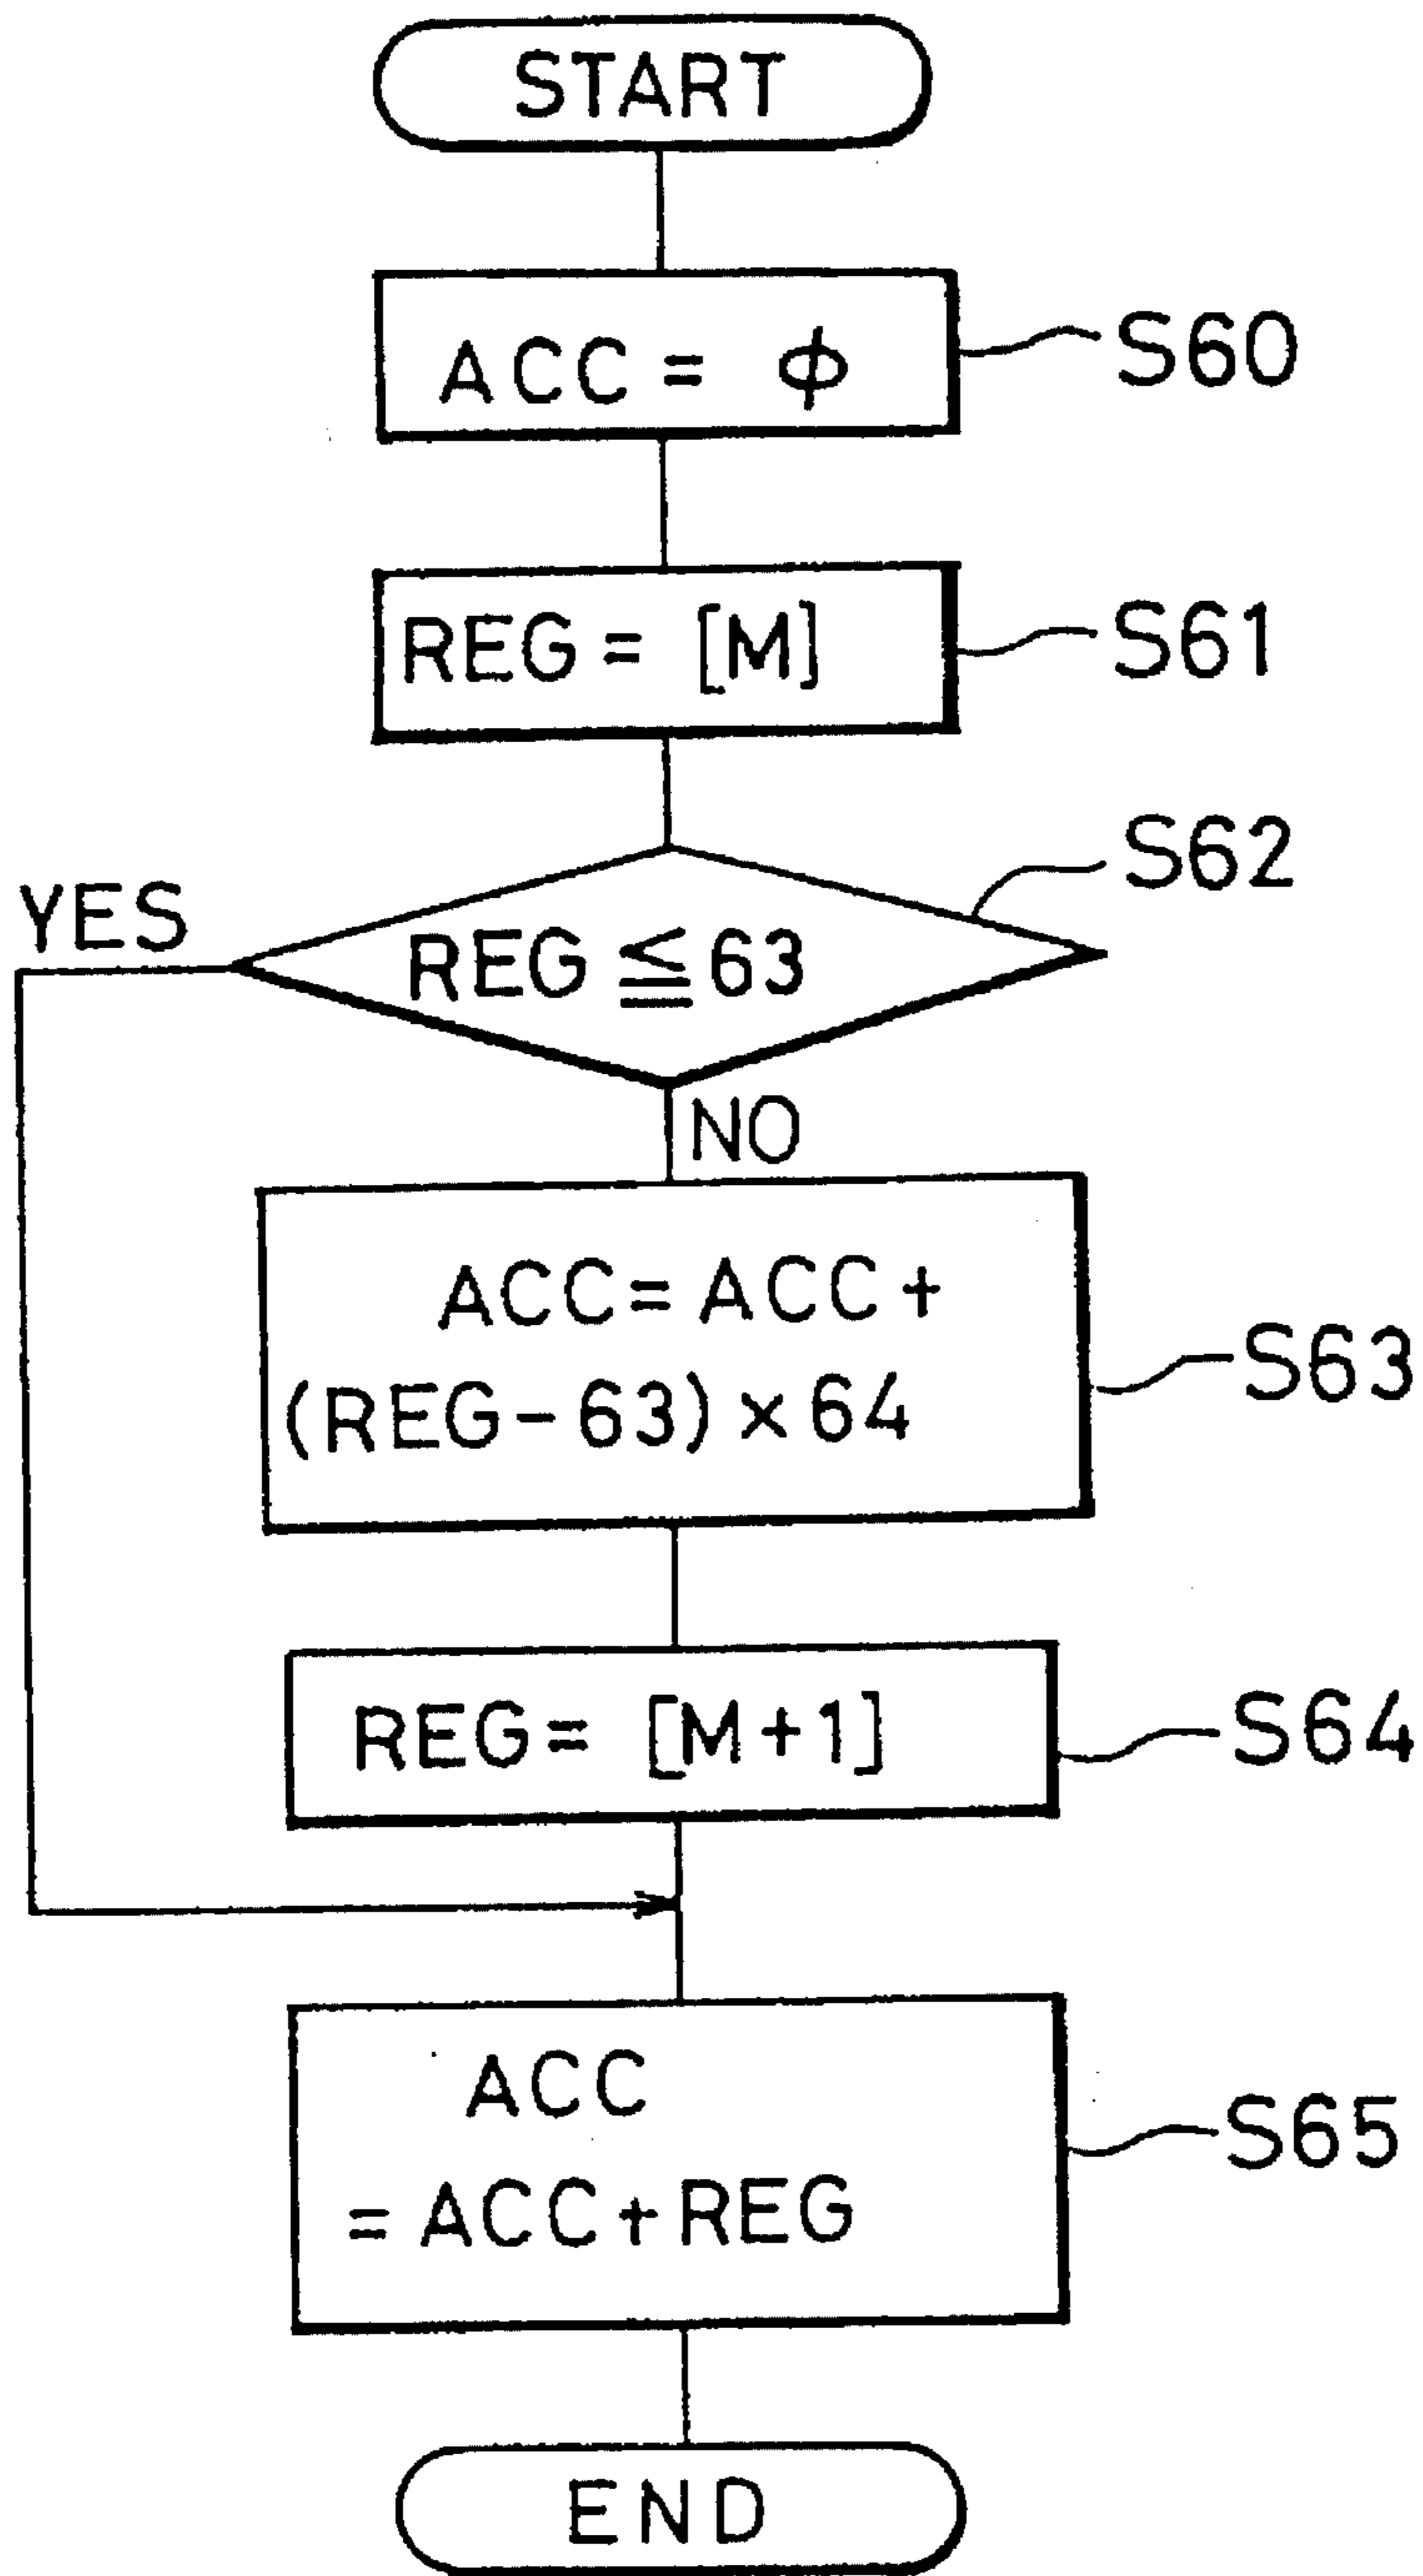 START
ACC = ϕ
S60
REG = [M]
S61
S62
YES
REG ≦ 63
NO
ACC = ACC +
(REG - 63) × 64
S63
REG = [M + 1]
S64
ACC
= ACC + REG
S65
END